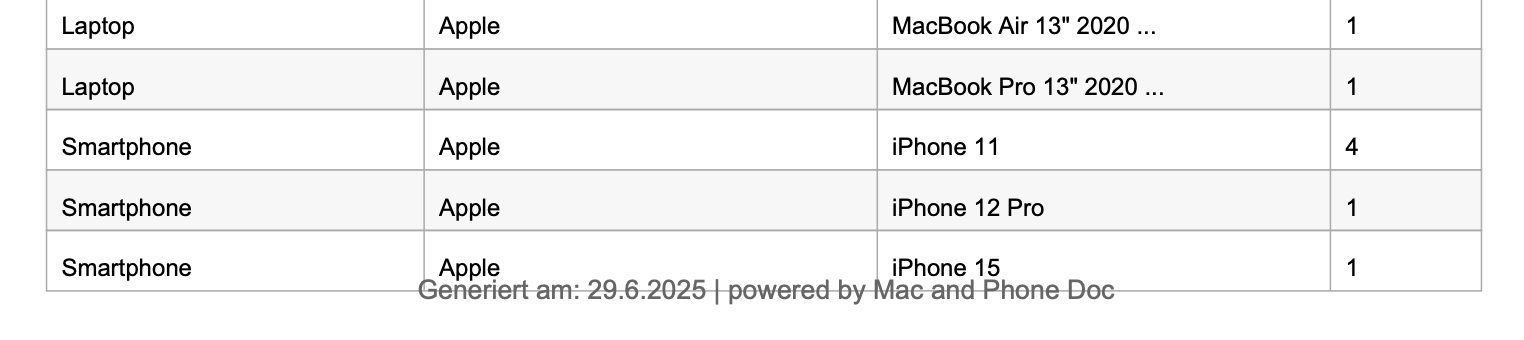 Laptop Apple MacBook Air 13" 2020 ... 1
Laptop Apple MacBook Pro 13" 2020 ... 1
Smartphone Apple iPhone 11 4
Smartphone Apple iPhone 12 Pro 1
Smartphone Apple iPhone 15 1
Generiert am: 29.6.2025 | powered by Mac and Phone Doc